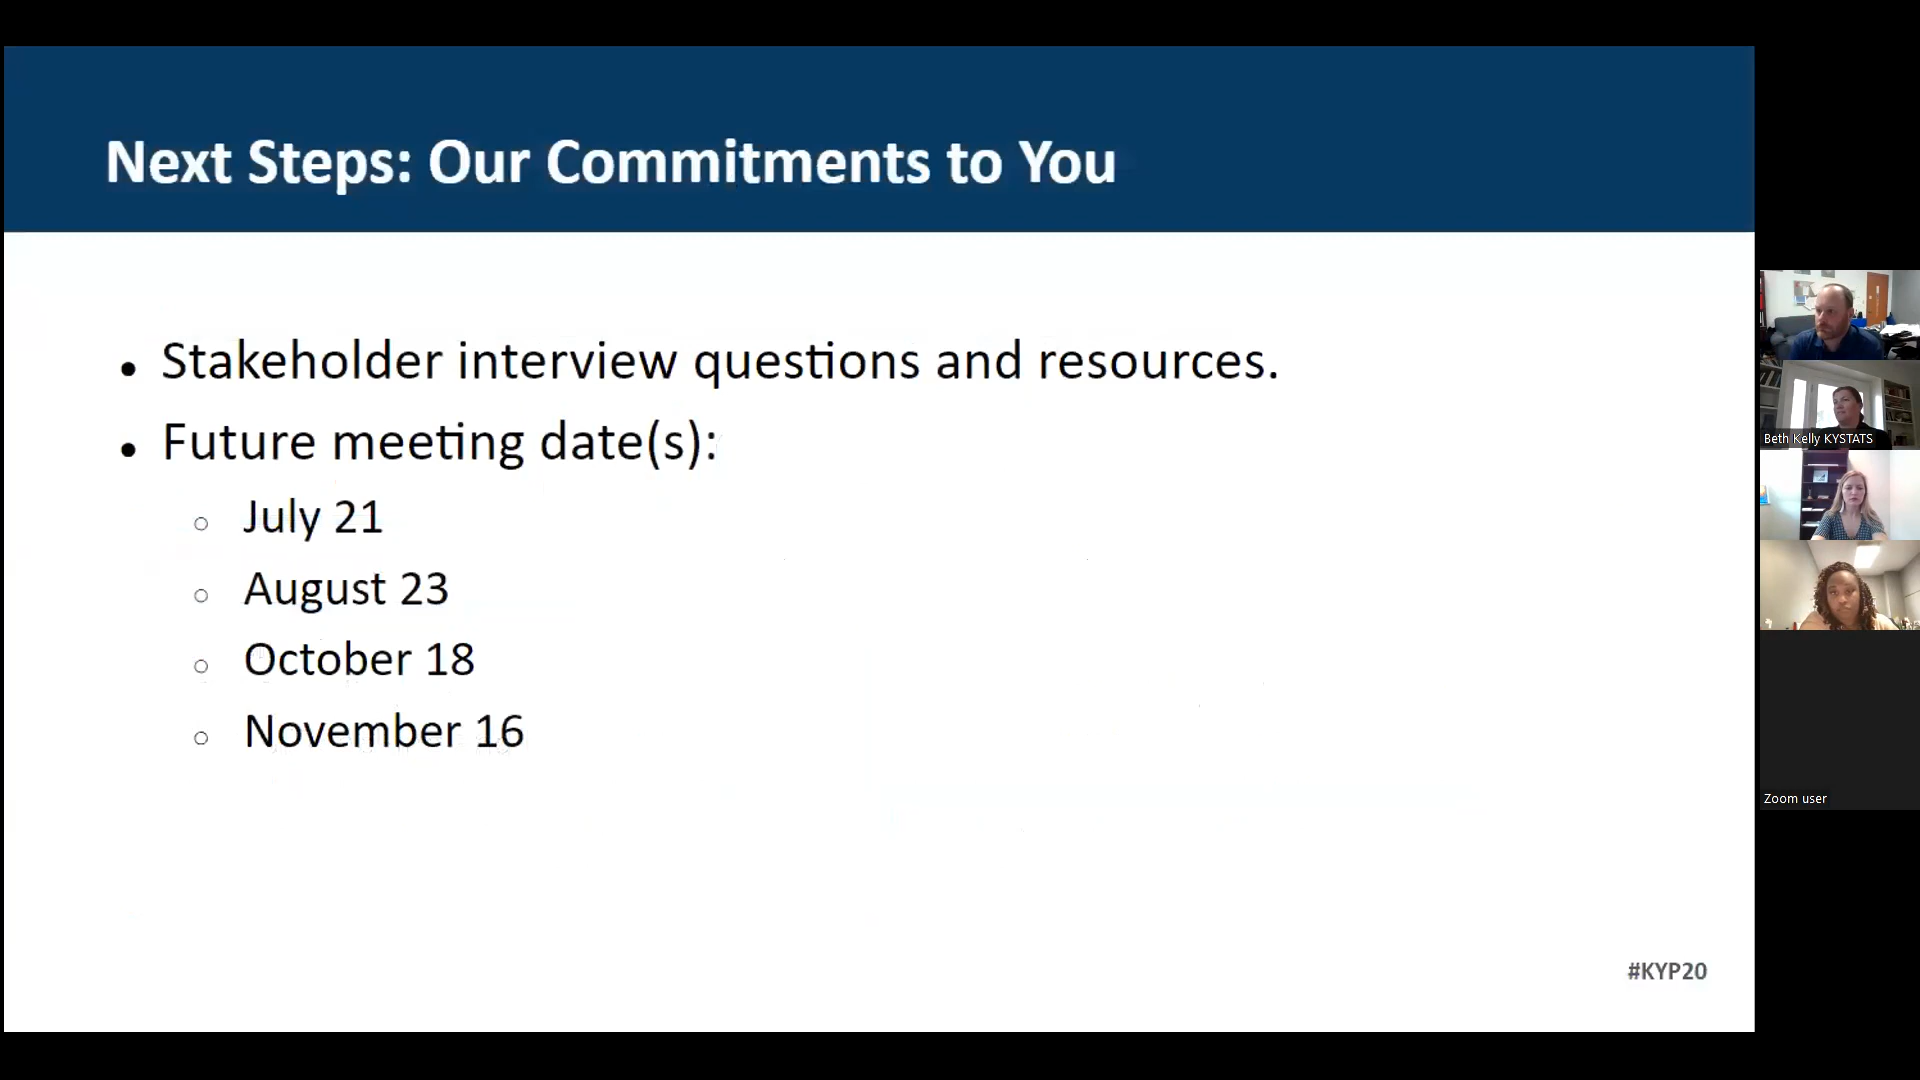 Next Steps: Our Commitments to You
• Stakeholder interview questions and resources.
• Future meeting date(s):
○ July 21
○ August 23
○ October 18
○ November 16
#KYP20
Beth Kelly KYSTATS
Zoom user